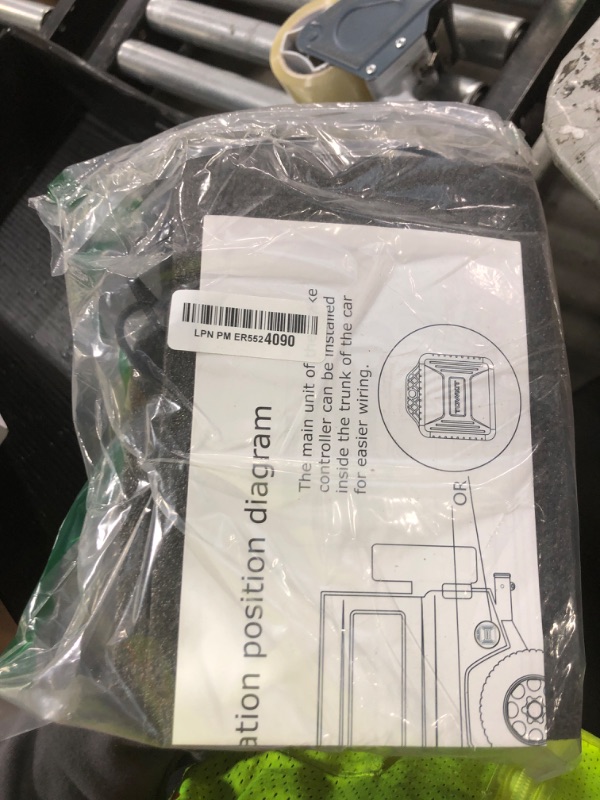 LPN PM ER5524090
ation position diagram
The main unit of
controller can be installed
inside the trunk of the car
for easier wiring.
OR